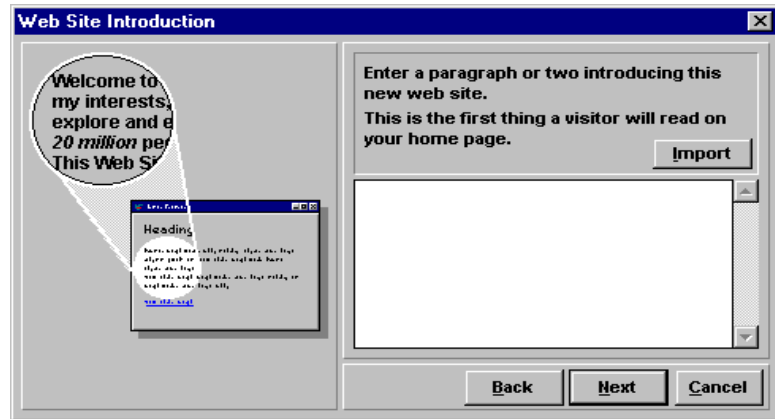 Web Site Introduction
Welcome to
my interests,
explore and e
20 million per
This Web Si
Heading
Enter a paragraph or two introducing this
new web site.
This is the first thing a visitor will read on
your home page.
Import
Back
Next
Cancel